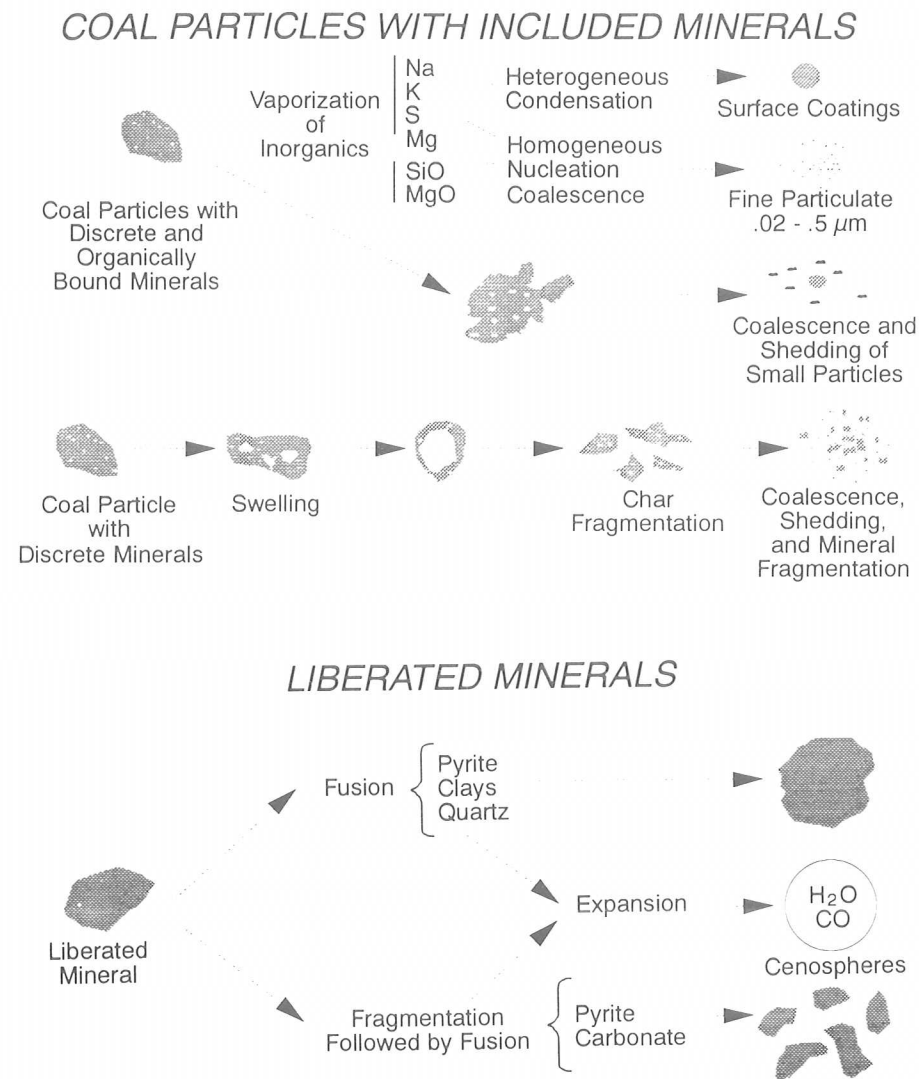 COAL PARTICLES WITH INCLUDED MINERALS
Vaporization
of
Inorganics
Na
K
S
Mg
SiO
MgO
Heterogeneous
Condensation
Surface Coatings
Homogeneous
Nucleation
Coalescence
Fine Particulate
.02 - .5 µm
Coal Particles with
Discrete and
Organically
Bound Minerals
Coalescence and
Shedding of
Small Particles
Coal Particle
with
Discrete Minerals
Swelling
Char
Fragmentation
Coalescence,
Shedding,
and Mineral
Fragmentation
LIBERATED MINERALS
Fusion
Pyrite
Clays
Quartz
Liberated
Mineral
Expansion
H2O
CO
Cenospheres
Fragmentation
Followed by Fusion
Pyrite
Carbonate